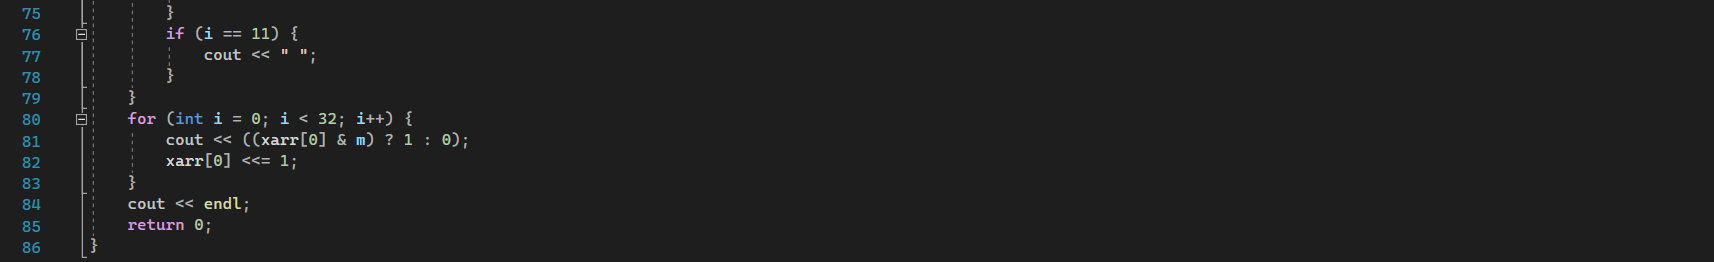 75 }
76 if (i == 11) {
77 cout << " ";
78 }
79 }
80 for (int i = 0; i < 32; i++) {
81 cout << ((xarr[0] & m) ? 1 : 0);
82 xarr[0] <<= 1;
83 }
84 cout << endl;
85 return 0;
86 }